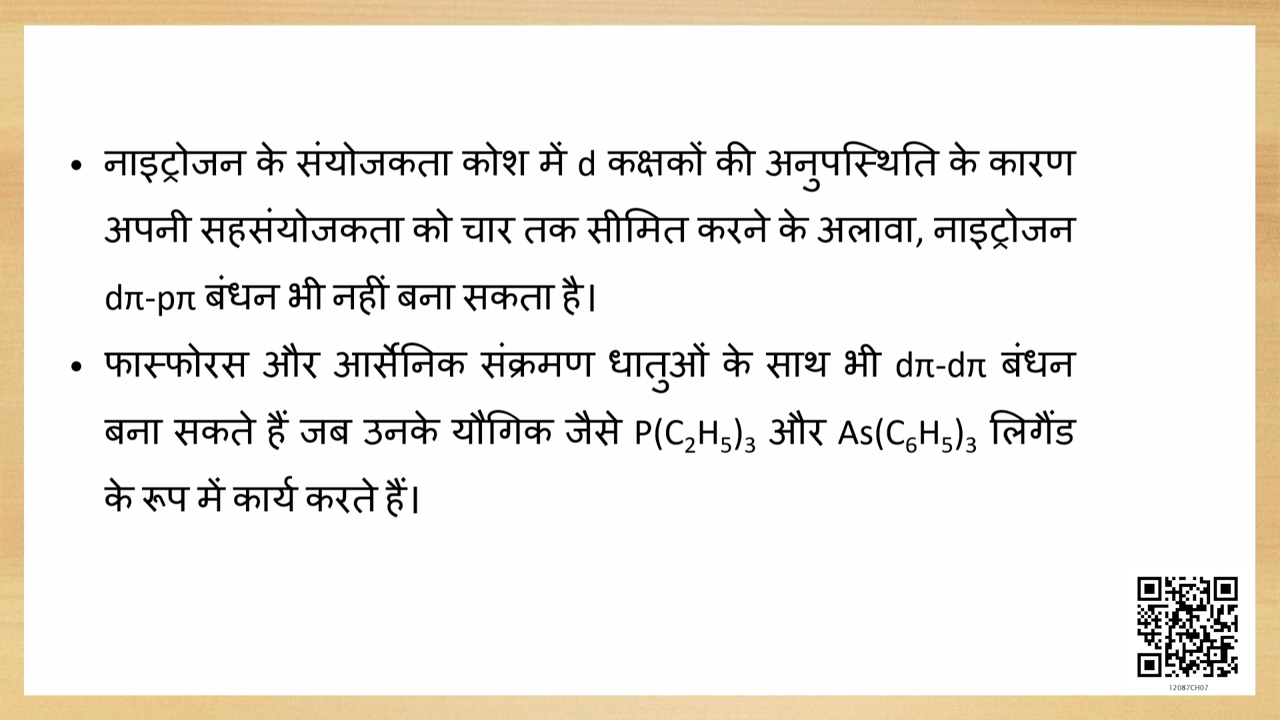 • नाइट्रोजन के संयोजकता कोश में d कक्षकों की अनुपस्थिति के कारण
अपनी सहसंयोजकता को चार तक सीमित करने के अलावा, नाइट्रोजन
dπ-pπ बंधन भी नहीं बना सकता है।
• फास्फोरस और आर्सेनिक संक्रमण धातुओं के साथ भी dπ-dπ बंधन
बना सकते हैं जब उनके यौगिक जैसे P(C₂H₅)₃ और As(C₆H₅)₃ लिगैंड
के रूप में कार्य करते हैं।
12087CH07